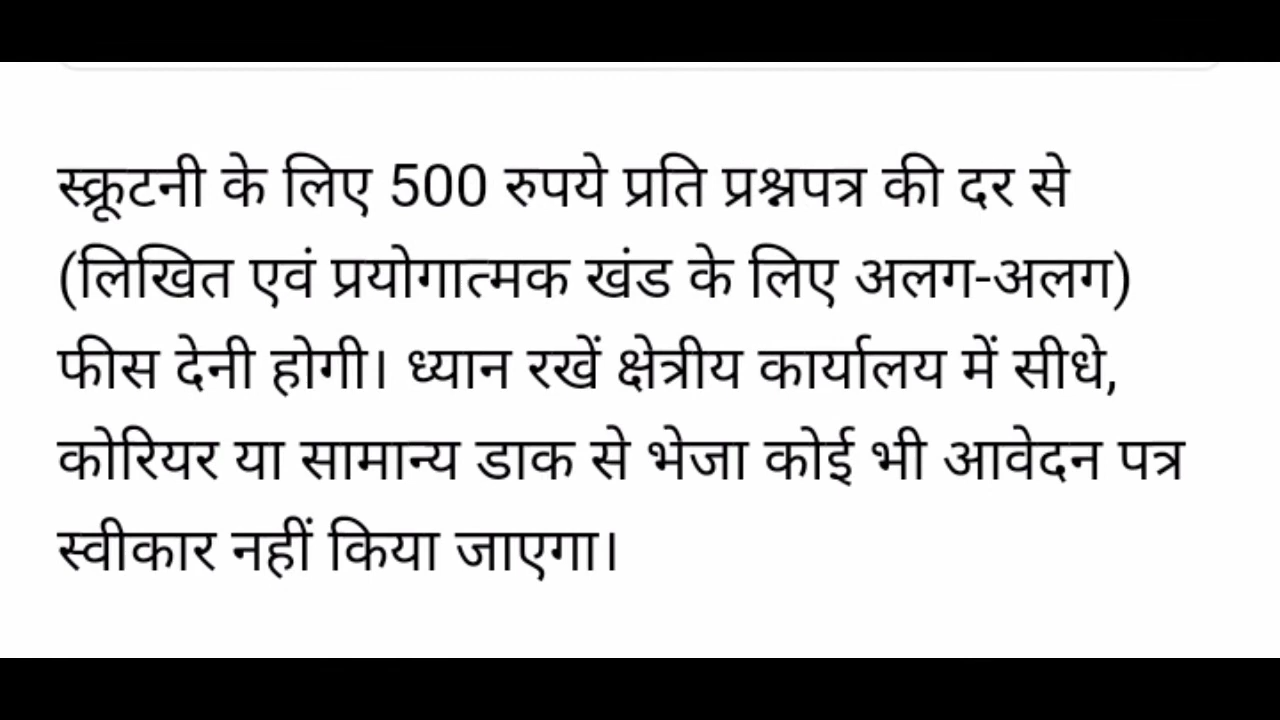 स्क्रूटनी के लिए 500 रुपये प्रति प्रश्नपत्र की दर से
(लिखित एवं प्रयोगात्मक खंड के लिए अलग-अलग)
फीस देनी होगी। ध्यान रखें क्षेत्रीय कार्यालय में सीधे,
कोरियर या सामान्य डाक से भेजा कोई भी आवेदन पत्र
स्वीकार नहीं किया जाएगा।